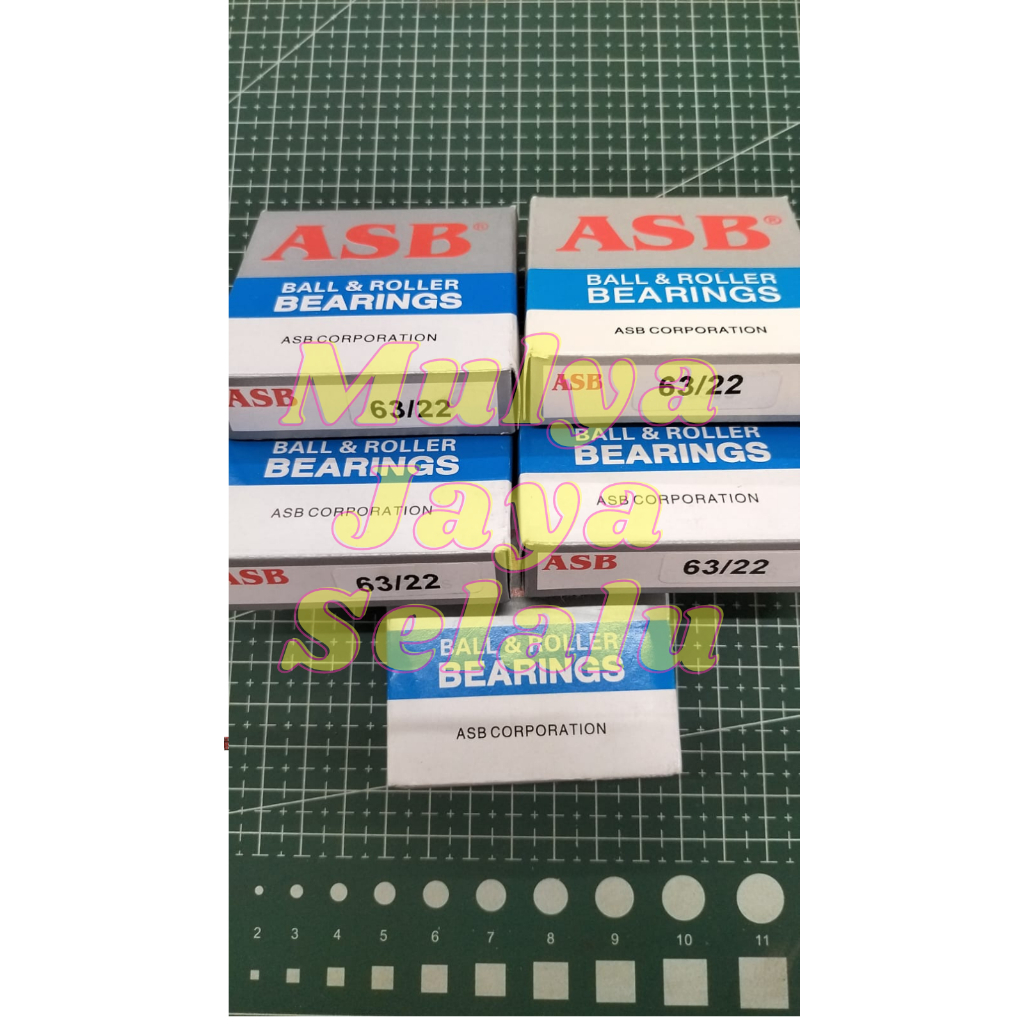 ASB®
BALL & ROLLER
BEARINGS
ASB CORPORATION
ASB 63/22
ASB®
BALL & ROLLER
BEARINGS
ASB CORPORATION
ASB 63/22
BALL & ROLLER
BEARINGS
ASB CORPORATION
ASB 63/22
BALL & ROLLER
BEARINGS
ASB CORPORATION
ASB 63/22
BALL & ROLLER
BEARINGS
ASB CORPORATION
Mulya
Jaya
Selalu
2 3 4 5 6 7 8 9 10 11